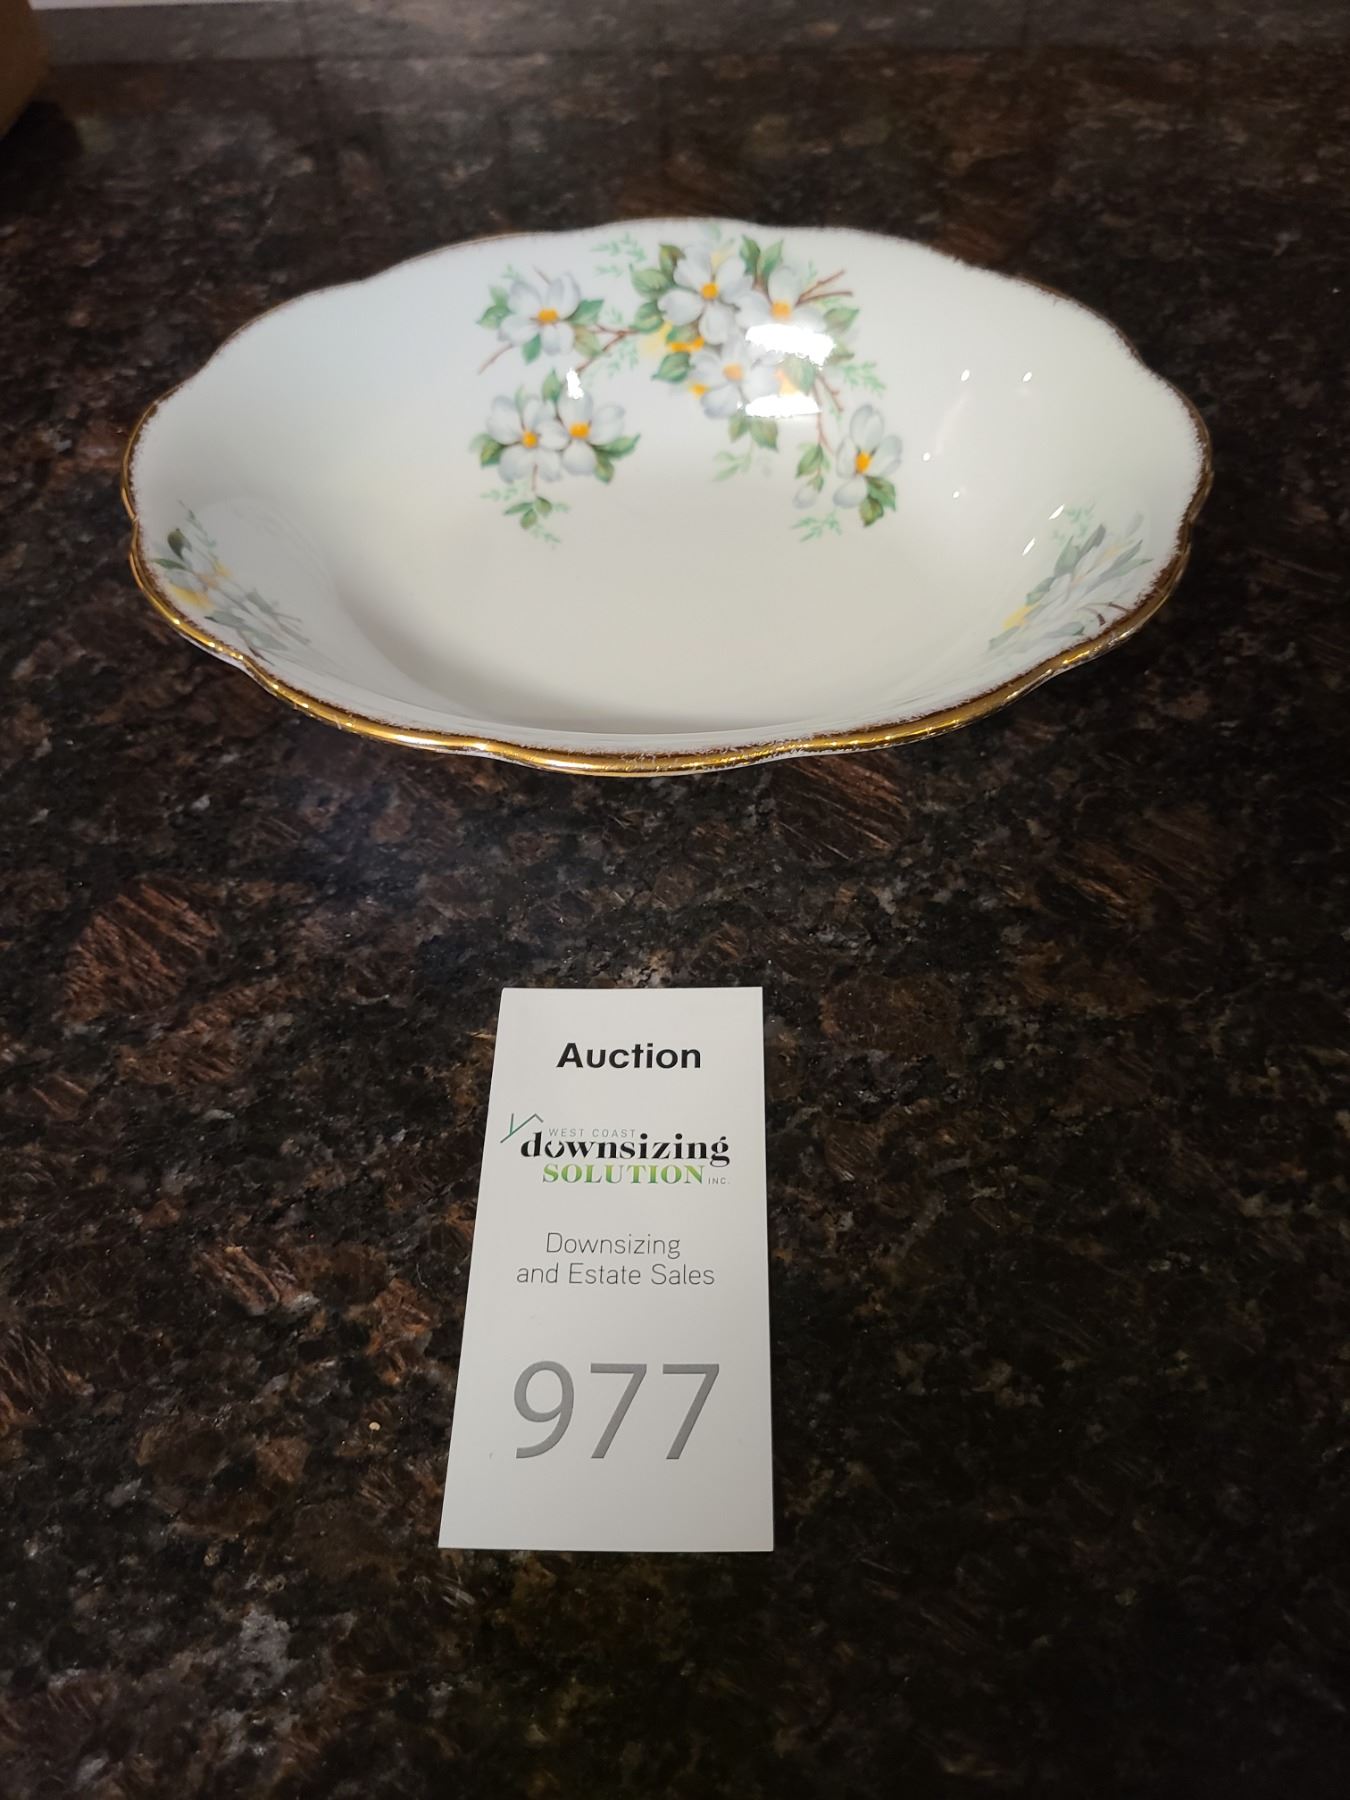 Auction
WEST COAST
downsizing
SOLUTION INC.
Downsizing
and Estate Sales
977